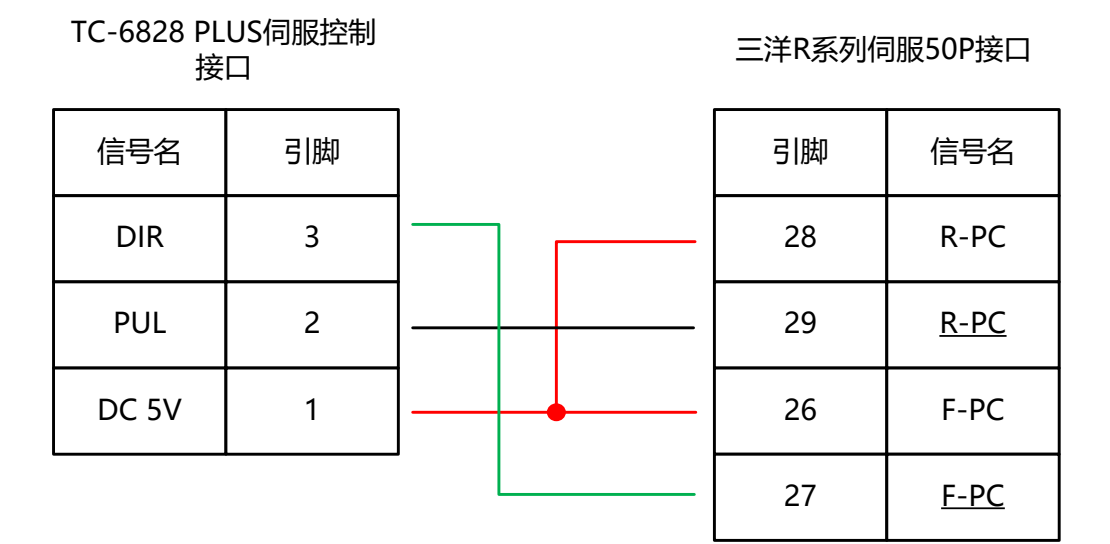 TC-6828 PLUS伺服控制
接口
三洋R系列伺服50P接口
信号名 引脚
DIR 3
PUL 2
DC 5V 1
引脚 信号名
28 R-PC
29 R-PC
26 F-PC
27 F-PC